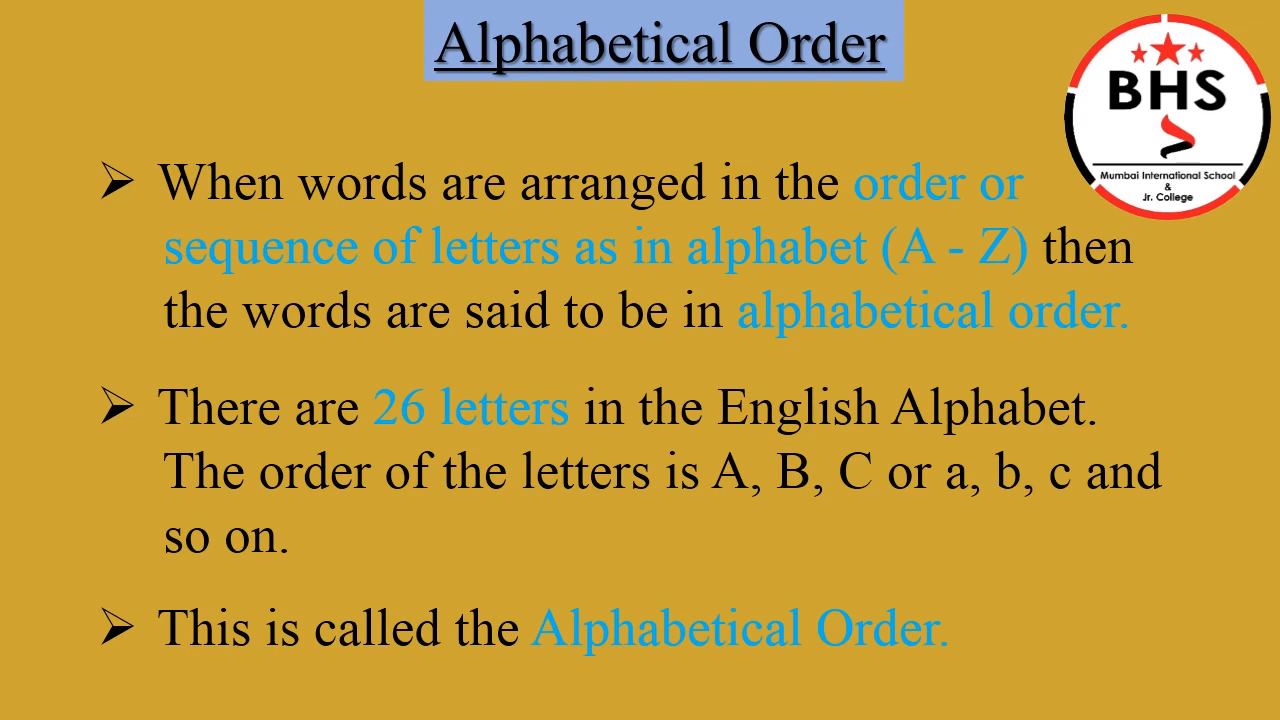 Alphabetical Order
BHS
Mumbai International School
&
Jr. College
➢ When words are arranged in the order or
sequence of letters as in alphabet (A - Z) then
the words are said to be in alphabetical order.
➢ There are 26 letters in the English Alphabet.
The order of the letters is A, B, C or a, b, c and
so on.
➢ This is called the Alphabetical Order.